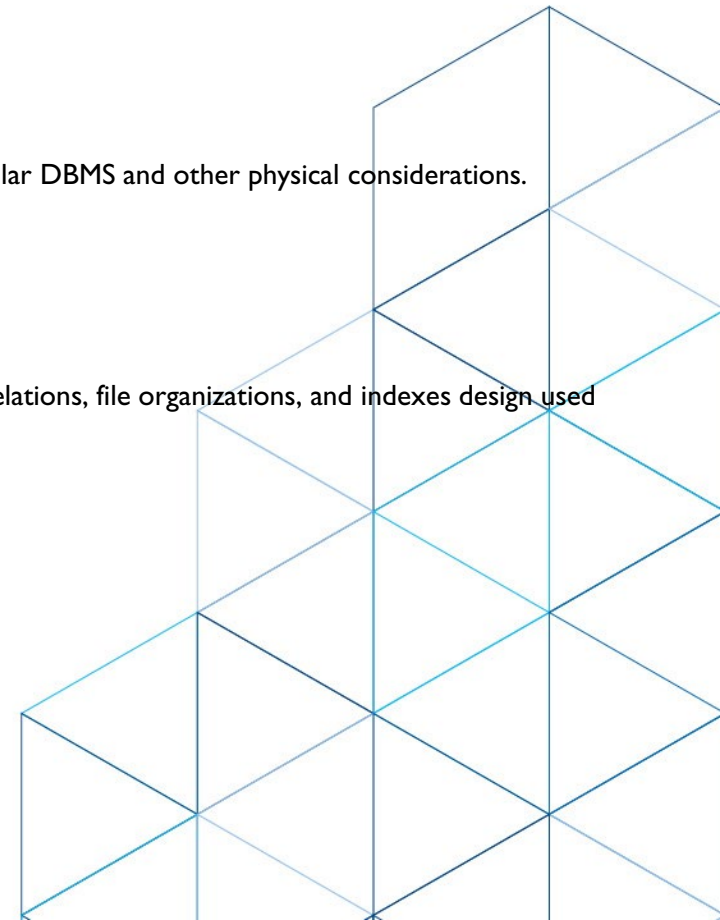 lar DBMS and other physical considerations.
elations, file organizations, and indexes design used